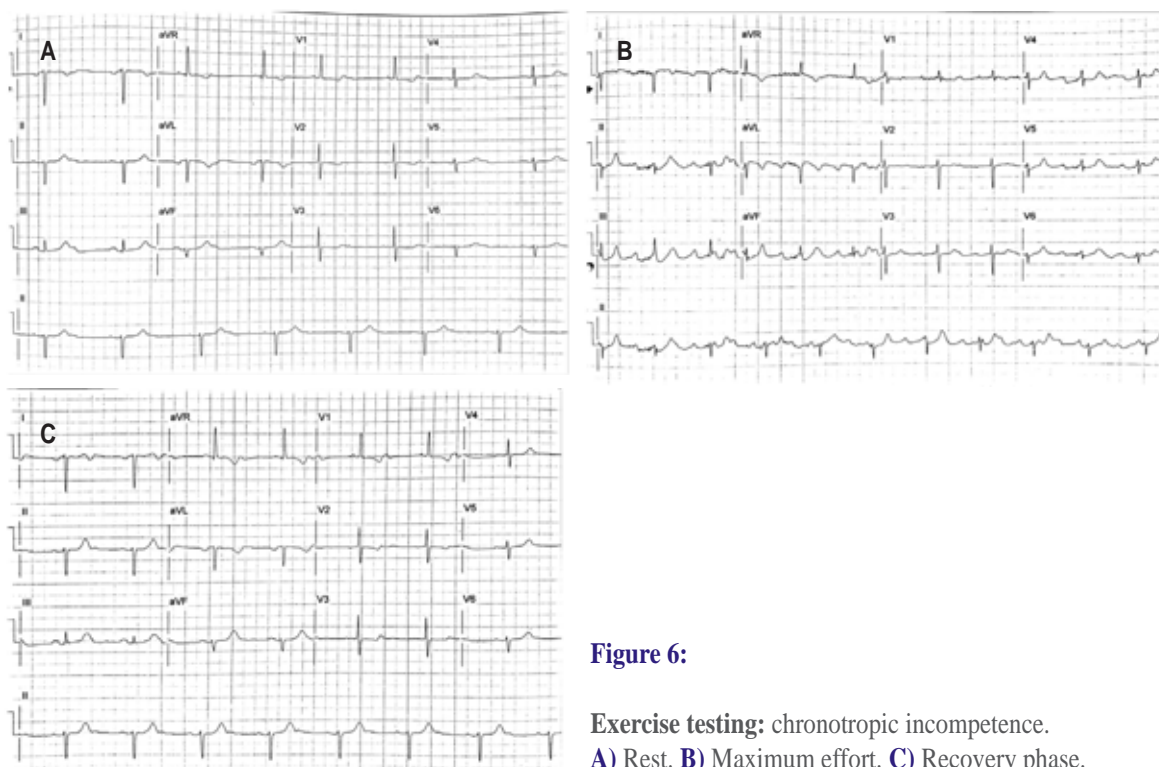 A
I aVR V1 V4
II aVL V2 V5
III aVF V3 V6
II
B
I aVR V1 V4
II aVL V2 V5
III aVF V3 V6
II
C
I aVR V1 V4
II aVL V2 V5
III aVF V3 V6
II
Figure 6:
Exercise testing: chronotropic incompetence.
A) Rest. B) Maximum effort. C) Recovery phase.